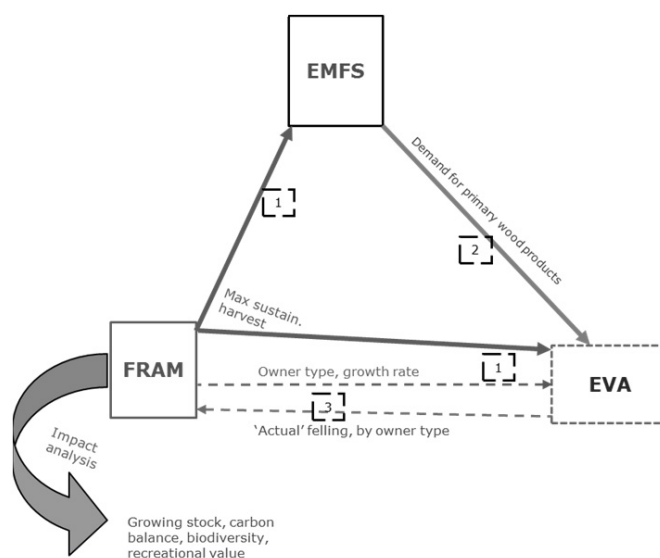 EMFS
1
Demand for primary wood products
2
Max sustain.
harvest
FRAM
1
EVA
Owner type, growth rate
3
‘Actual’ felling, by owner type
Impact
analysis
Growing stock, carbon
balance, biodiversity,
recreational value